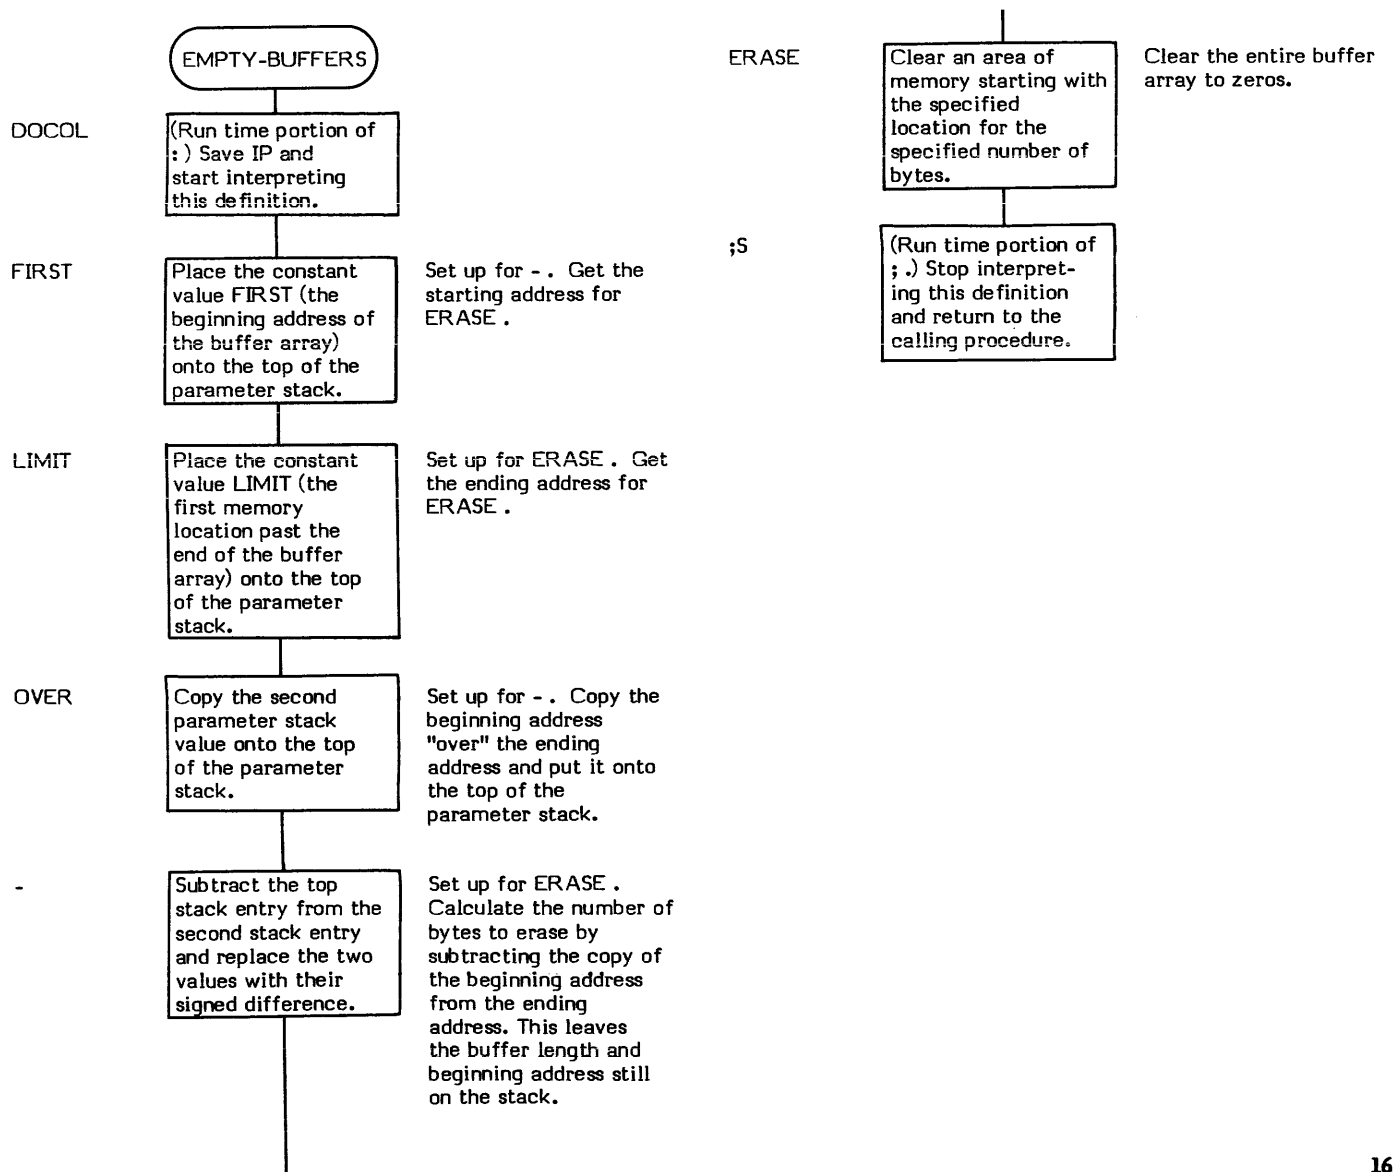 EMPTY-BUFFERS
DOCOL
(Run time portion of
: ) Save IP and
start interpreting
this definition.
FIRST
Place the constant
value FIRST (the
beginning address of
the buffer array)
onto the top of the
parameter stack.
Set up for - . Get the
starting address for
ERASE .
LIMIT
Place the constant
value LIMIT (the
first memory
location past the
end of the buffer
array) onto the top
of the parameter
stack.
Set up for ERASE . Get
the ending address for
ERASE .
OVER
Copy the second
parameter stack
value onto the top
of the parameter
stack.
Set up for - . Copy the
beginning address
"over" the ending
address and put it onto
the top of the
parameter stack.
-
Subtract the top
stack entry from the
second stack entry
and replace the two
values with their
signed difference.
Set up for ERASE .
Calculate the number of
bytes to erase by
subtracting the copy of
the beginning address
from the ending
address. This leaves
the buffer length and
beginning address still
on the stack.
ERASE
Clear an area of
memory starting with
the specified
location for the
specified number of
bytes.
Clear the entire buffer
array to zeros.
;S
(Run time portion of
; .) Stop interpret-
ing this definition
and return to the
calling procedure.
16